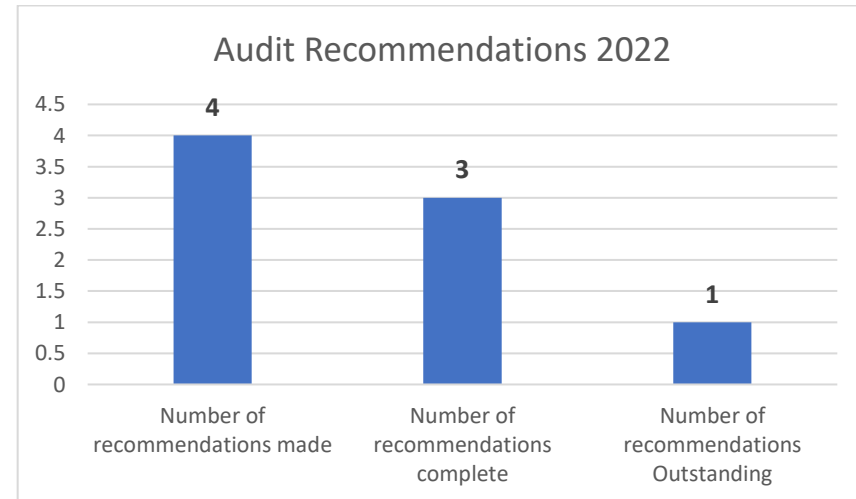 Audit Recommendations 2022
4.5
4
3.5
3
2.5
2
1.5
1
0.5
0
4
3
1
Number of
recommendations made
Number of
recommendations
complete
Number of
recommendations
Outstanding